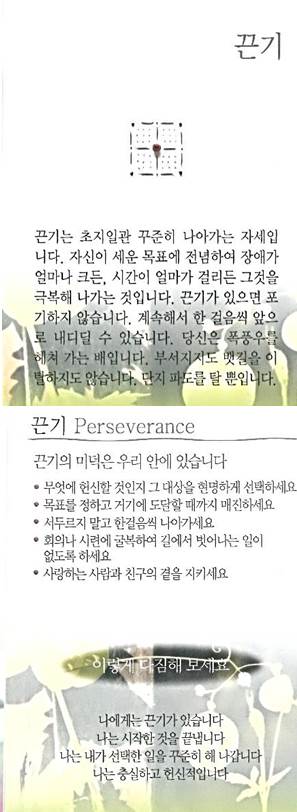 끈기
끈기는 초지일관 꾸준히 나아가는 자세입
니다. 자신이 세운 목표에 전념하여 장애가
얼마나 크든, 시간이 얼마가 걸리든 그것을
극복해 나가는 것입니다. 끈기가 있으면 포
기하지 않습니다. 계속해서 한 걸음씩 앞으
로 내디딜 수 있습니다. 당신은 폭풍우를
헤쳐 가는 배입니다. 부서지지도 뱃길을 이
탈하지도 않습니다. 단지 파도를 탈 뿐입니다.
끈기 Perseverance
끈기의 미덕은 우리 안에 있습니다
• 무엇에 헌신할 것인지 그 대상을 현명하게 선택하세요
• 목표를 정하고 거기에 도달할 때까지 매진하세요
• 서두르지 말고 한걸음씩 나아가세요
• 회의나 시련에 굴복하여 길에서 벗어나는 일이
없도록 하세요
• 사랑하는 사람과 친구의 곁을 지키세요
이렇게 다짐해 보세요
나에게는 끈기가 있습니다
나는 시작한 것을 끝냅니다
나는 내가 선택한 일을 꾸준히 해 나갑니다
나는 충실하고 헌신적입니다